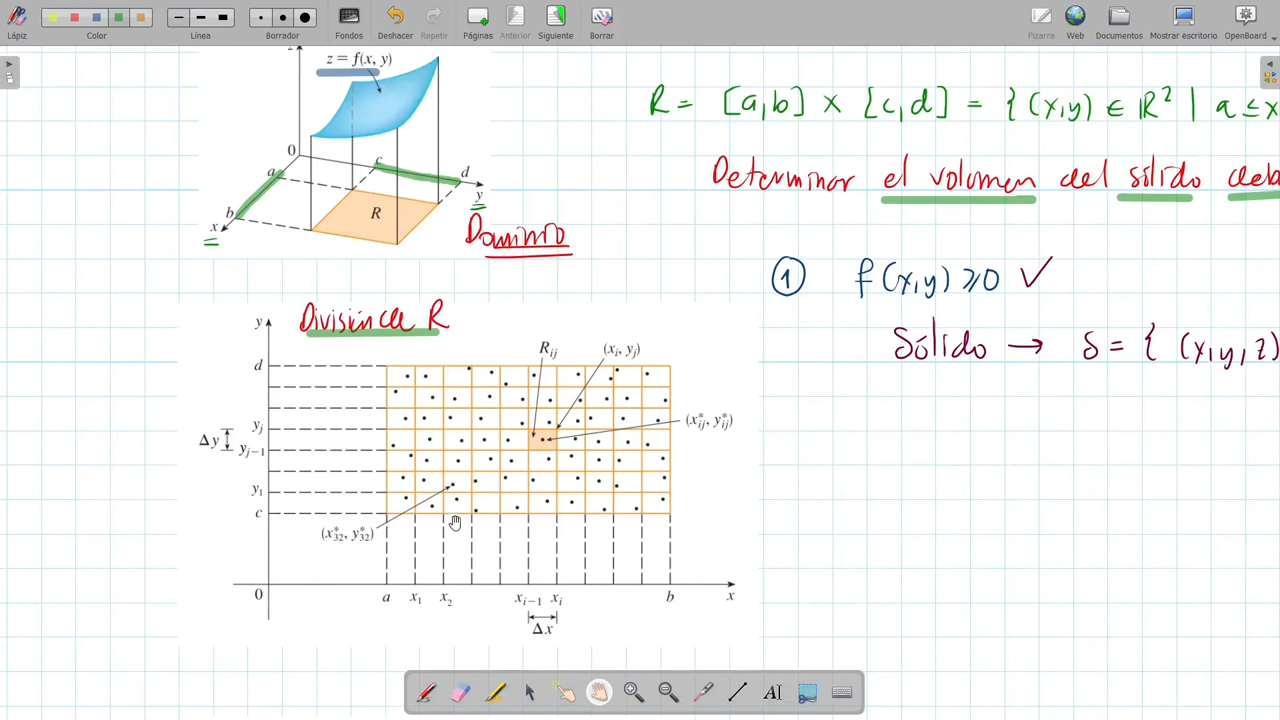 Lápiz Color Línea Borrador Fondos Deshacer Repetir Páginas Anterior Siguiente Borrar Pizarra Web Documentos Mostrar escritorio OpenBoard
z = f(x, y)
0
a
b
c
d
x
y
R
Dominio
R = [a,b] × [c,d] = { (x,y) ∈ ℝ² | a ≤ x
Determinar el volumen del sólido deba
① f(x,y) ≥ 0 ✓
Sólido → S = { (x,y,z)
División de R
y
R_ij (x_i, y_j)
d
y_j
(x*_ij, y*_ij)
Δy
y_j−1
y_1
c
(x*_32, y*_32)
0 a x_1 x_2 x_i−1 x_i b x
Δx
AI